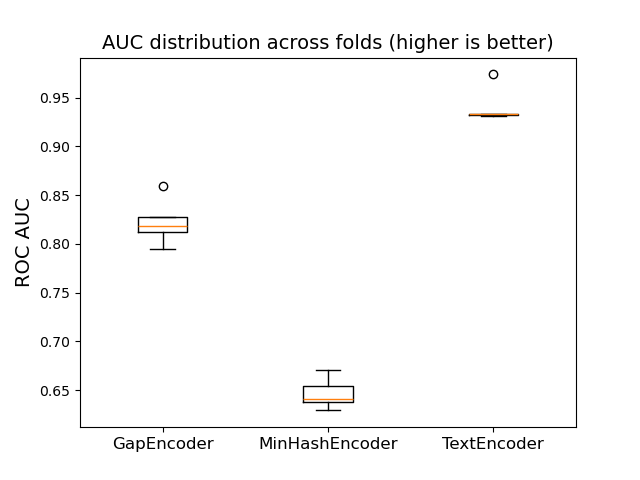 AUC distribution across folds (higher is better)
ROC AUC
0.95
0.90
0.85
0.80
0.75
0.70
0.65
GapEncoder MinHashEncoder TextEncoder